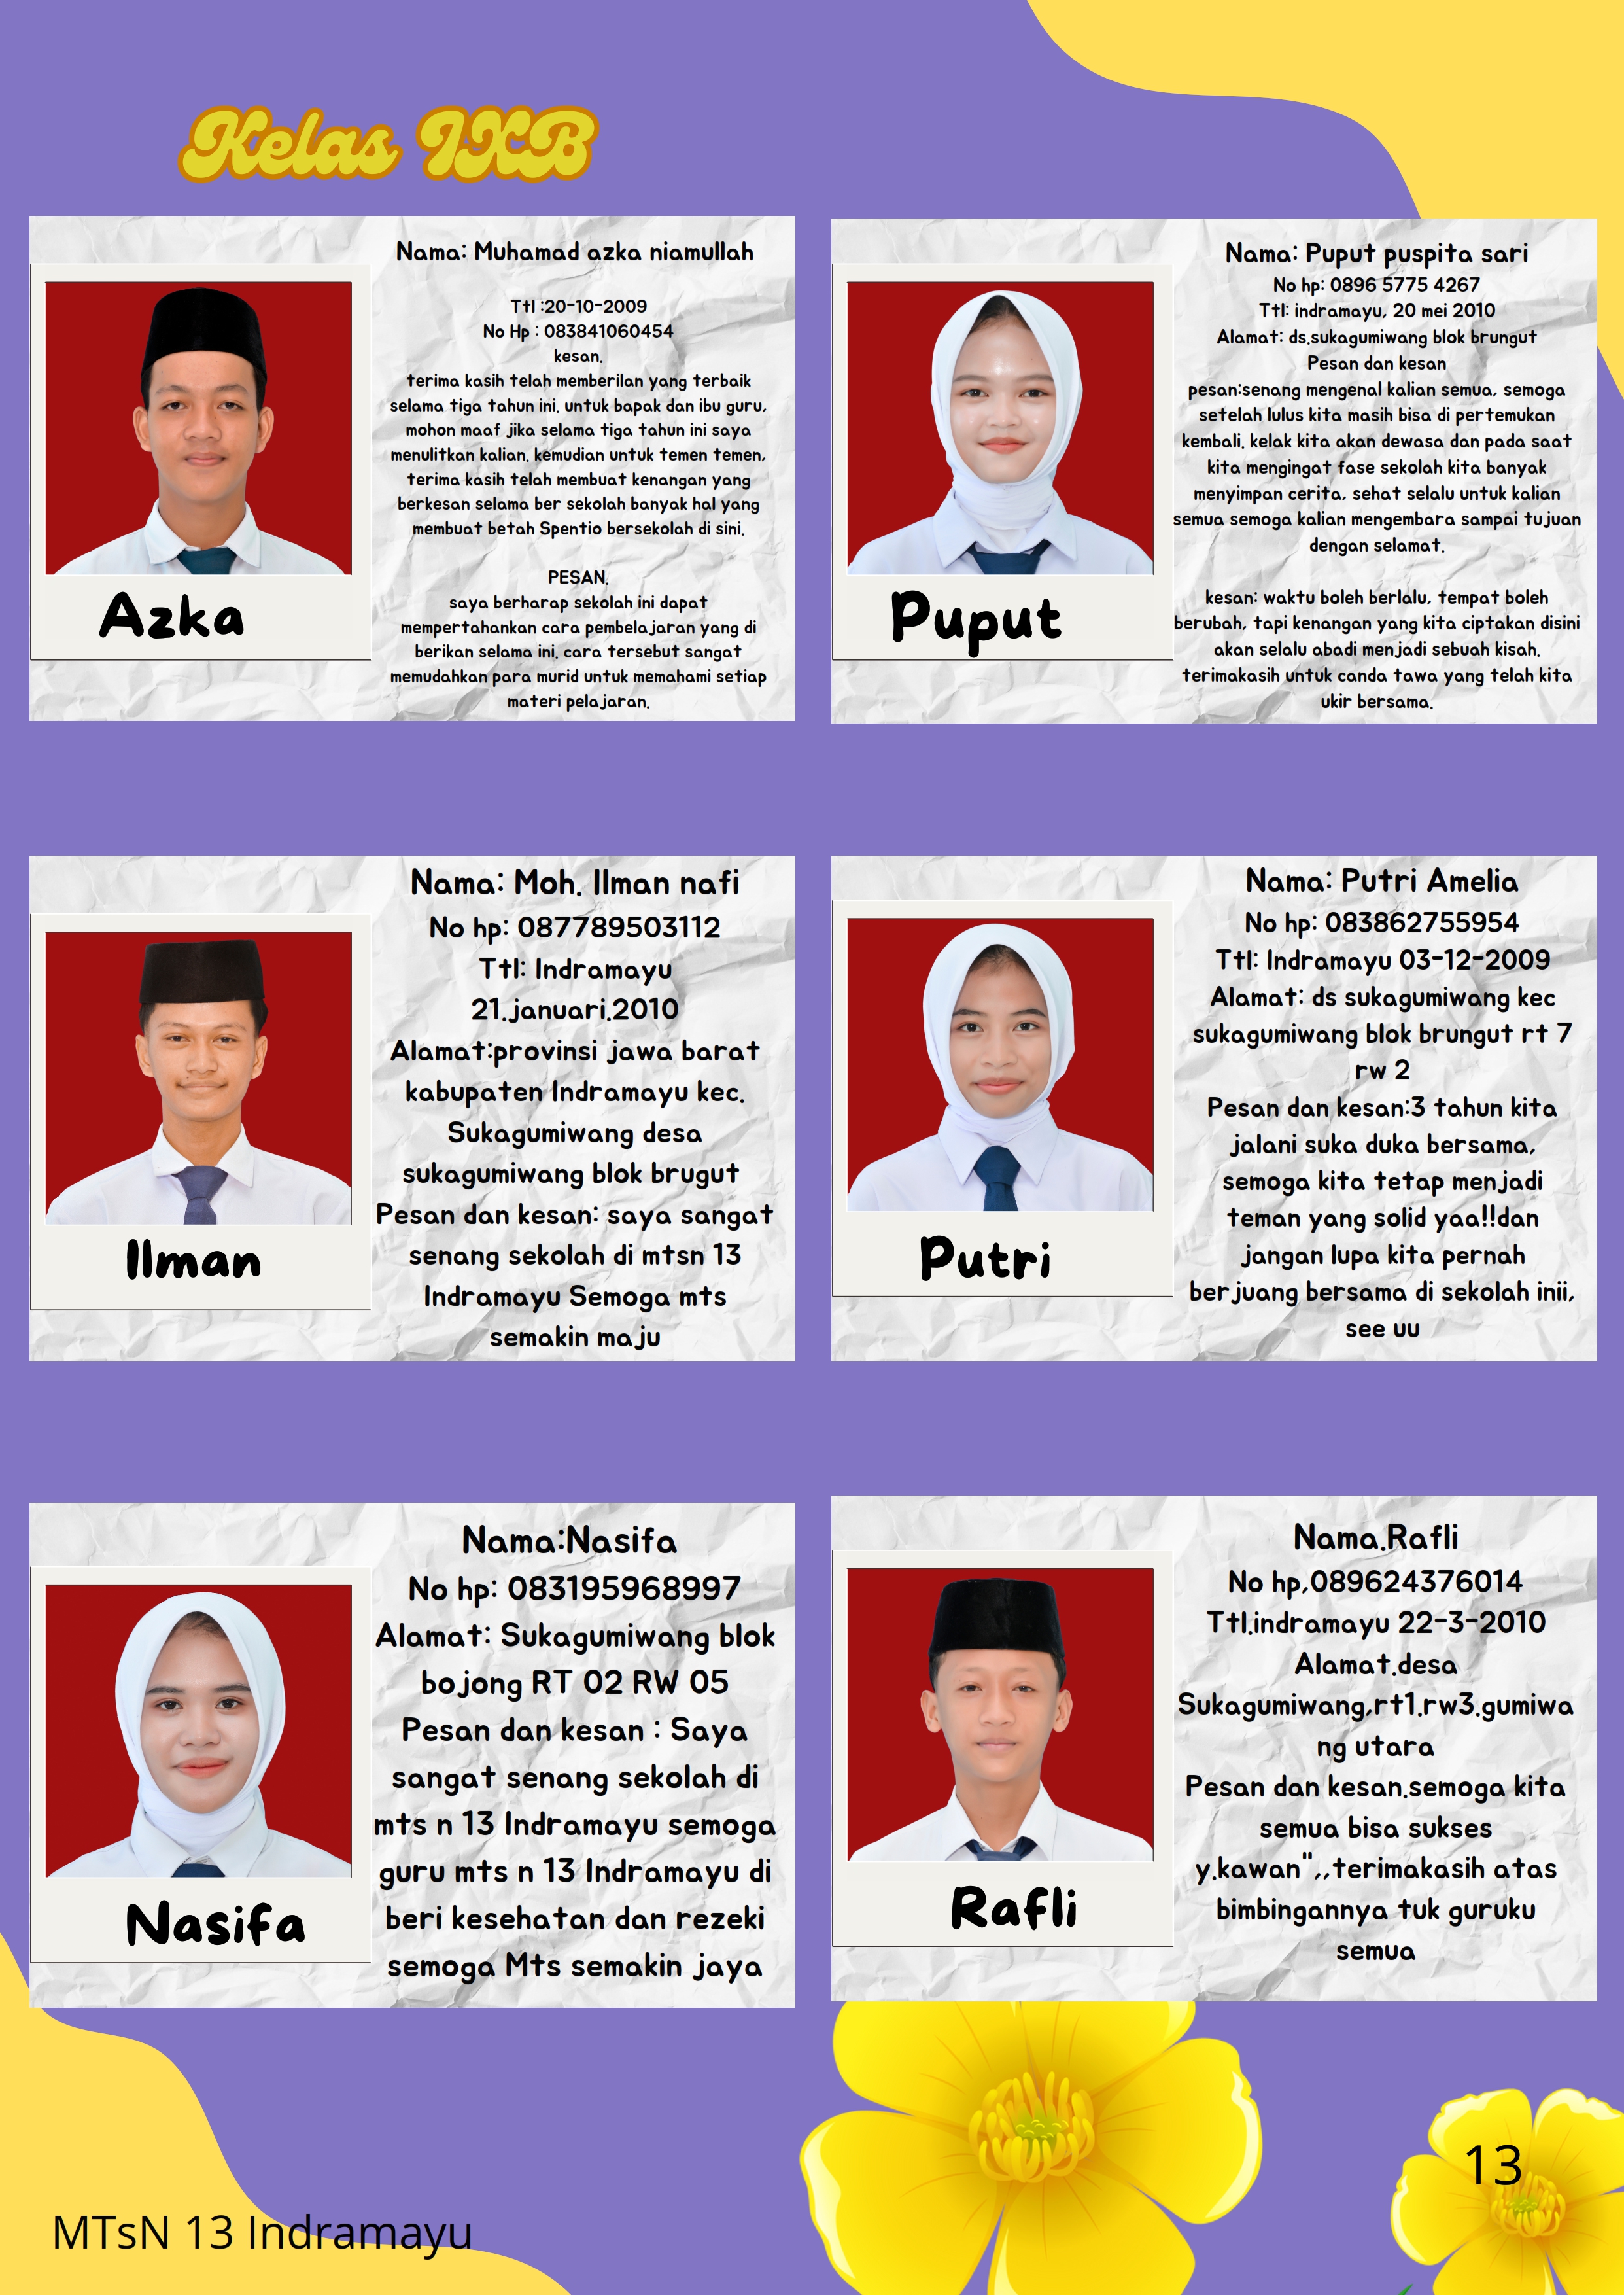 Kelas IXB
Nama: Muhamad azka niamullah
Ttl :20-10-2009
No Hp : 083841060454
kesan.
terima kasih telah memberilan yang terbaik
selama tiga tahun ini. untuk bapak dan ibu guru,
mohon maaf jika selama tiga tahun ini saya
menulitkan kalian. kemudian untuk temen temen,
terima kasih telah membuat kenangan yang
berkesan selama ber sekolah banyak hal yang
membuat betah Spentio bersekolah di sini.
PESAN.
saya berharap sekolah ini dapat
mempertahankan cara pembelajaran yang di
berikan selama ini. cara tersebut sangat
memudahkan para murid untuk memahami setiap
materi pelajaran.
Azka
Nama: Puput puspita sari
No hp: 0896 5775 4267
Ttl: indramayu, 20 mei 2010
Alamat: ds.sukagumiwang blok brungut
Pesan dan kesan
pesan:senang mengenal kalian semua, semoga
setelah lulus kita masih bisa di pertemukan
kembali. kelak kita akan dewasa dan pada saat
kita mengingat fase sekolah kita banyak
menyimpan cerita, sehat selalu untuk kalian
semua semoga kalian mengembara sampai tujuan
dengan selamat.
kesan: waktu boleh berlalu, tempat boleh
berubah, tapi kenangan yang kita ciptakan disini
akan selalu abadi menjadi sebuah kisah.
terimakasih untuk canda tawa yang telah kita
ukir bersama.
Puput
Nama: Moh. Ilman nafi
No hp: 087789503112
Ttl: Indramayu
21.januari.2010
Alamat:provinsi jawa barat
kabupaten Indramayu kec.
Sukagumiwang desa
sukagumiwang blok brugut
Pesan dan kesan: saya sangat
senang sekolah di mtsn 13
Indramayu Semoga mts
semakin maju
Ilman
Nama: Putri Amelia
No hp: 083862755954
Ttl: Indramayu 03-12-2009
Alamat: ds sukagumiwang kec
sukagumiwang blok brungut rt 7
rw 2
Pesan dan kesan:3 tahun kita
jalani suka duka bersama,
semoga kita tetap menjadi
teman yang solid yaa!!dan
jangan lupa kita pernah
berjuang bersama di sekolah inii,
see uu
Putri
Nama:Nasifa
No hp: 083195968997
Alamat: Sukagumiwang blok
bojong RT 02 RW 05
Pesan dan kesan : Saya
sangat senang sekolah di
mts n 13 Indramayu semoga
guru mts n 13 Indramayu di
beri kesehatan dan rezeki
semoga Mts semakin jaya
Nasifa
Nama.Rafli
No hp,089624376014
Ttl.indramayu 22-3-2010
Alamat.desa
Sukagumiwang,rt1.rw3.gumiwa
ng utara
Pesan dan kesan.semoga kita
semua bisa sukses
y.kawan",,terimakasih atas
bimbingannya tuk guruku
semua
Rafli
13
MTsN 13 Indramayu